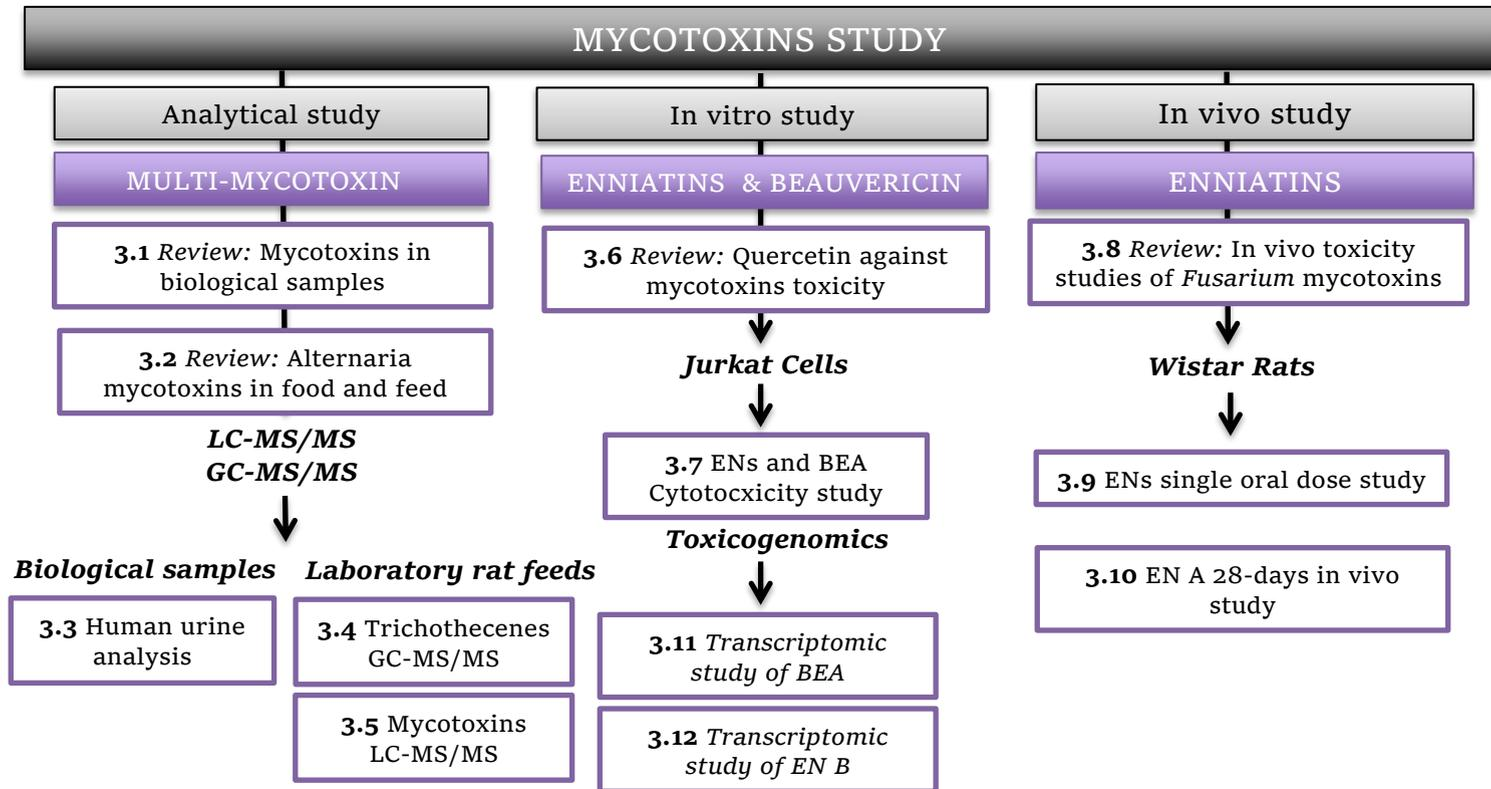 MYCOTOXINS STUDY
Analytical study
MULTI-MYCOTOXIN
3.1 Review: Mycotoxins in
biological samples
3.2 Review: Alternaria
mycotoxins in food and feed
LC-MS/MS
GC-MS/MS
Biological samples
3.3 Human urine
analysis
Laboratory rat feeds
3.4 Trichothecenes
GC-MS/MS
3.5 Mycotoxins
LC-MS/MS
In vitro study
ENNIATINS & BEAUVERICIN
3.6 Review: Quercetin against
mycotoxins toxicity
Jurkat Cells
3.7 ENs and BEA
Cytotocxicity study
Toxicogenomics
3.11 Transcriptomic
study of BEA
3.12 Transcriptomic
study of EN B
In vivo study
ENNIATINS
3.8 Review: In vivo toxicity
studies of Fusarium mycotoxins
Wistar Rats
3.9 ENs single oral dose study
3.10 EN A 28-days in vivo
study